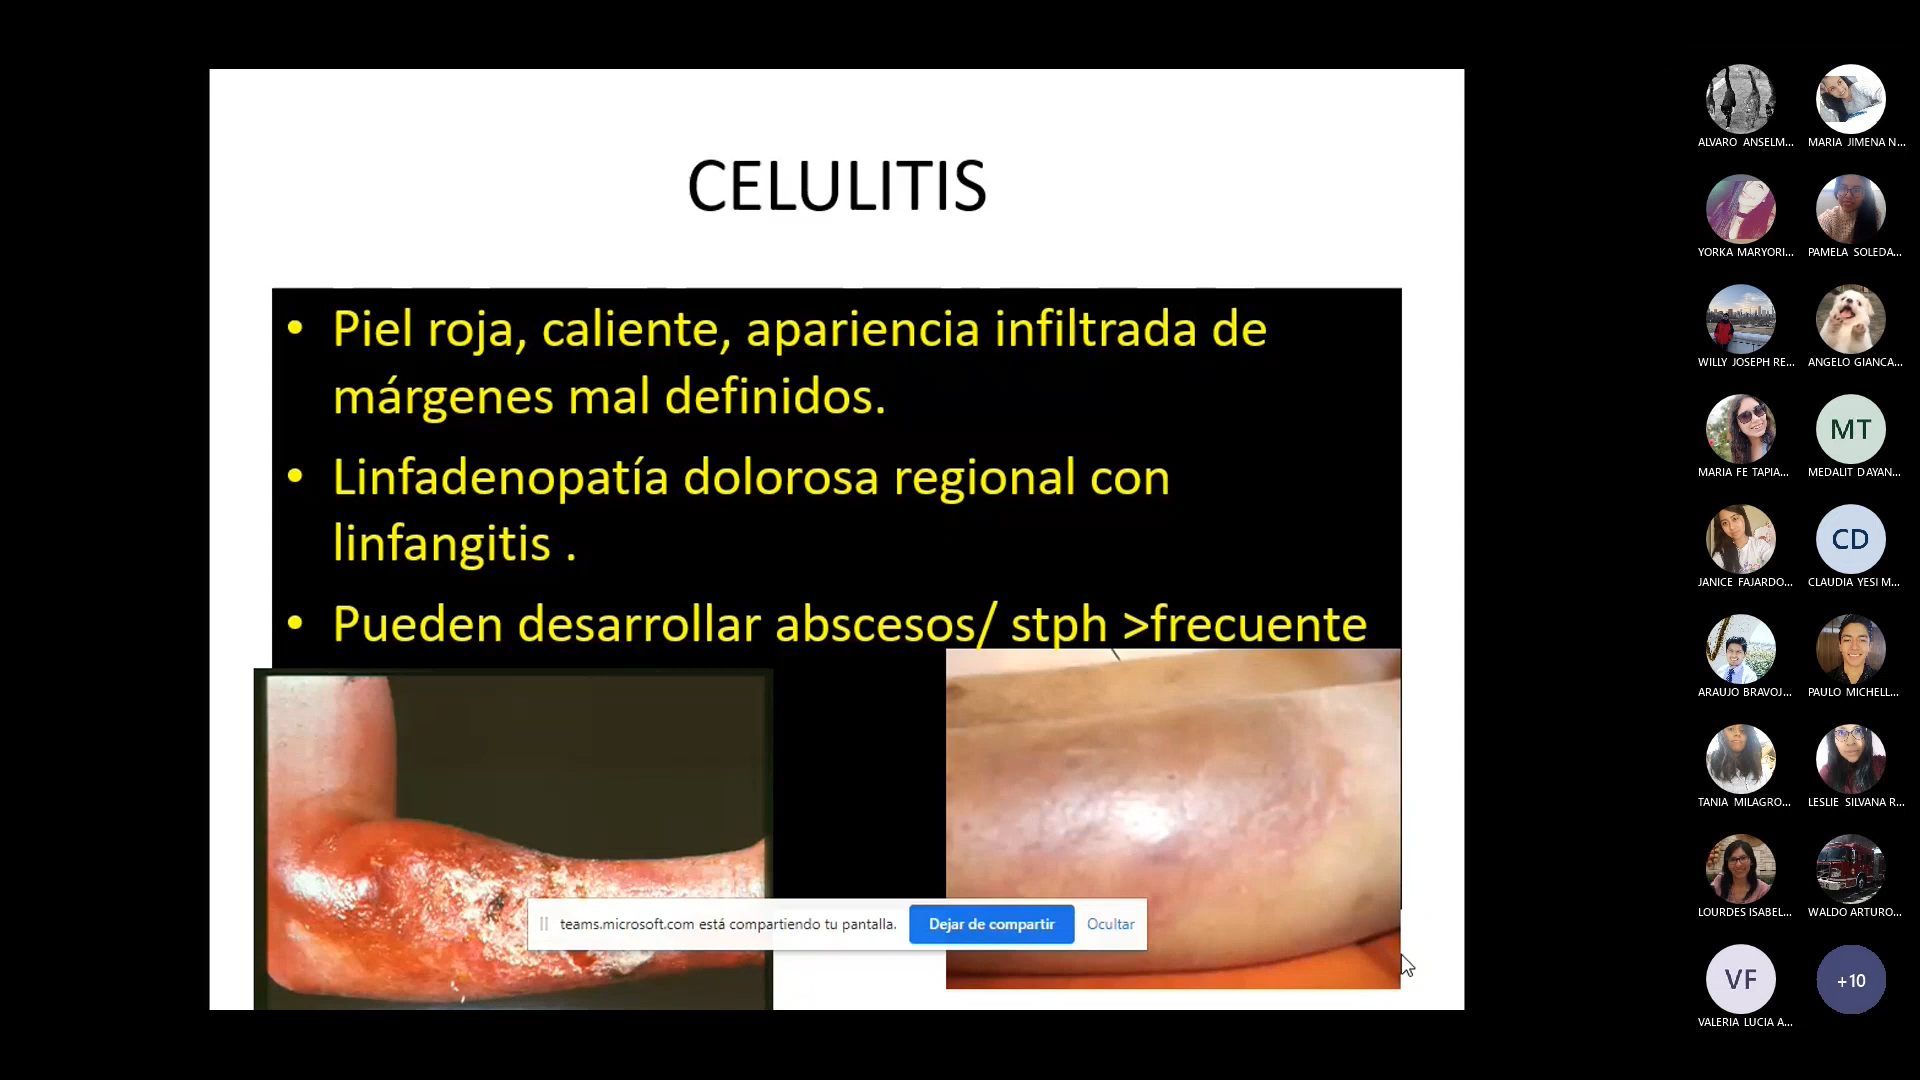 CELULITIS
• Piel roja, caliente, apariencia infiltrada de
márgenes mal definidos.
• Linfadenopatía dolorosa regional con
linfangitis .
• Pueden desarrollar abscesos/ stph >frecuente
teams.microsoft.com está compartiendo tu pantalla.
Dejar de compartir
Ocultar
ALVARO ANSELM...
MARIA JIMENA N...
YORKA MARYORI...
PAMELA SOLEDA...
WILLY JOSEPH RE...
ANGELO GIANCA...
MARIA FE TAPIA...
MT
MEDALIT DAYAN...
JANICE FAJARDO...
CD
CLAUDIA YESI M...
ARAUJO BRAVOJ...
PAULO MICHELL...
TANIA MILAGRO...
LESLIE SILVANA R...
LOURDES ISABEL...
WALDO ARTURO...
VF
VALERIA LUCIA A...
+10